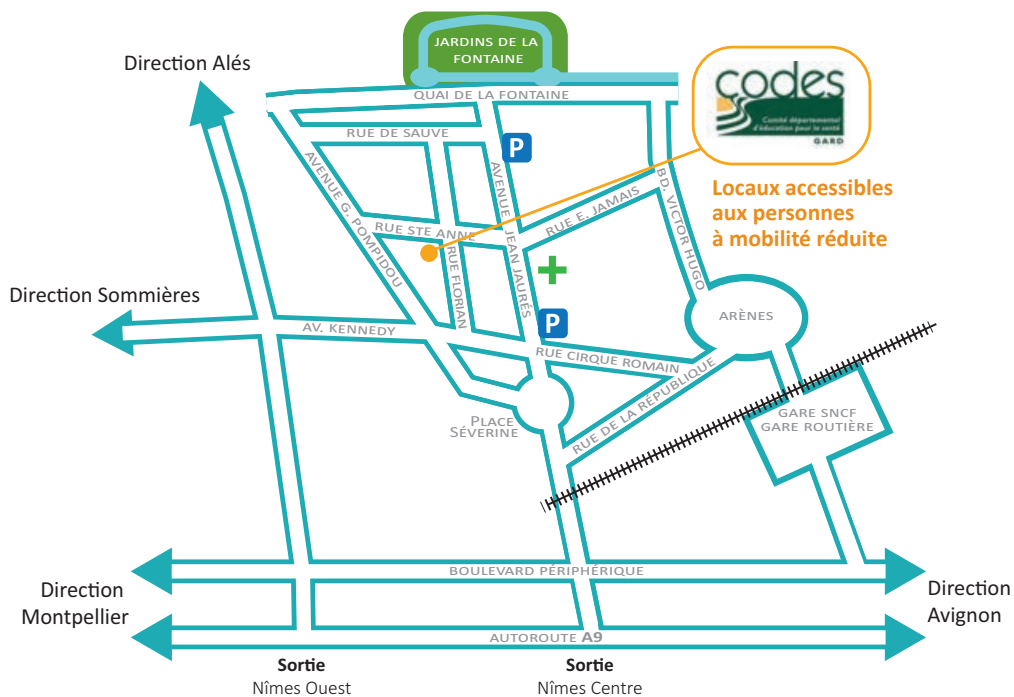 JARDINS DE LA
FONTAINE
Direction Alés
codes
Comité départemental
d'éducation pour la santé
GARD
QUAI DE LA FONTAINE
RUE DE SAUVE
P
AVENUE G. POMPIDOU
AVENUE JEAN JAURÉS
BD. VICTOR HUGO
RUE E. JAMAIS
Locaux accessibles
aux personnes
à mobilité réduite
RUE STE ANNE
RUE FLORIAN
Direction Sommières
AV. KENNEDY
P
ARÈNES
RUE CIRQUE ROMAIN
RUE DE LA RÉPUBLIQUE
PLACE
SÉVERINE
GARE SNCF
GARE ROUTIÈRE
BOULEVARD PÉRIPHÉRIQUE
Direction
Montpellier
Direction
Avignon
AUTOROUTE A9
Sortie
Nîmes Ouest
Sortie
Nîmes Centre